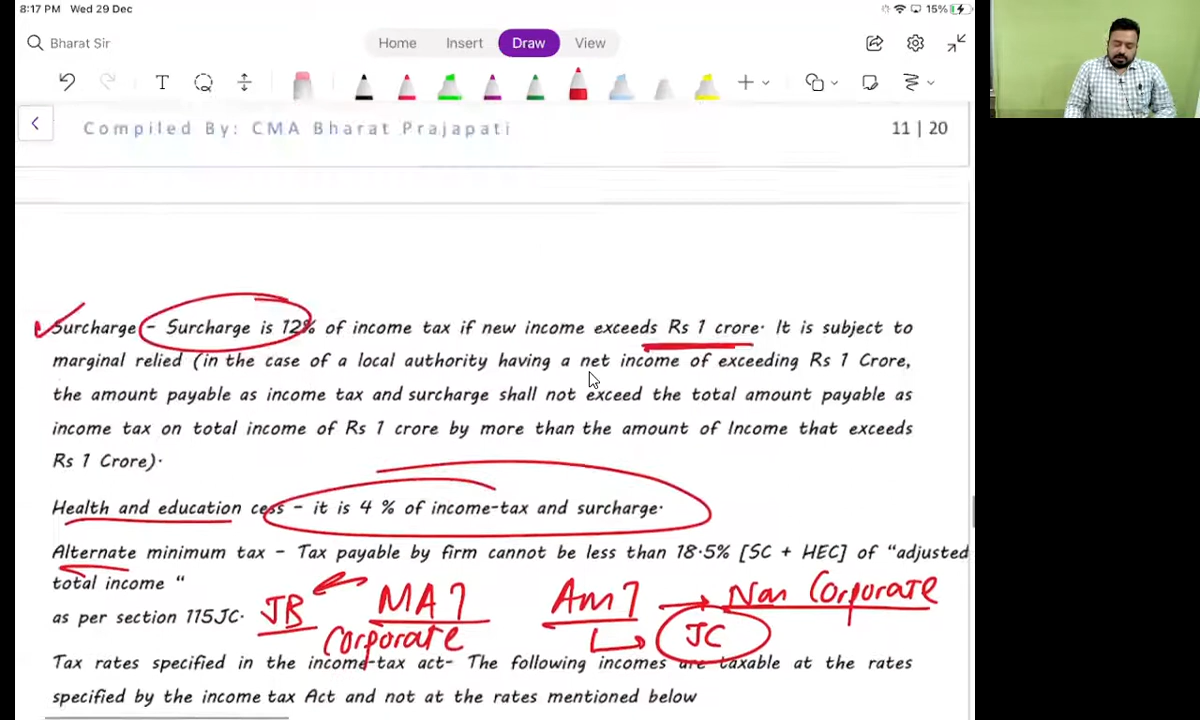 8:17 PM Wed 29 Dec
15%
Bharat Sir
Home Insert Draw View
T
Compiled By: CMA Bharat Prajapati
11 | 20
Surcharge - Surcharge is 12% of income tax if new income exceeds Rs 1 crore. It is subject to
marginal relied (in the case of a local authority having a net income of exceeding Rs 1 Crore,
the amount payable as income tax and surcharge shall not exceed the total amount payable as
income tax on total income of Rs 1 crore by more than the amount of Income that exceeds
Rs 1 Crore).
Health and education cess - it is 4 % of income-tax and surcharge.
Alternate minimum tax - Tax payable by firm cannot be less than 18.5% [SC + HEC] of "adjusted
total income "
JB MAT AMT Non Corporate
as per section 115JC.
Corporate JC
Tax rates specified in the income-tax act- The following incomes are taxable at the rates
specified by the income tax Act and not at the rates mentioned below